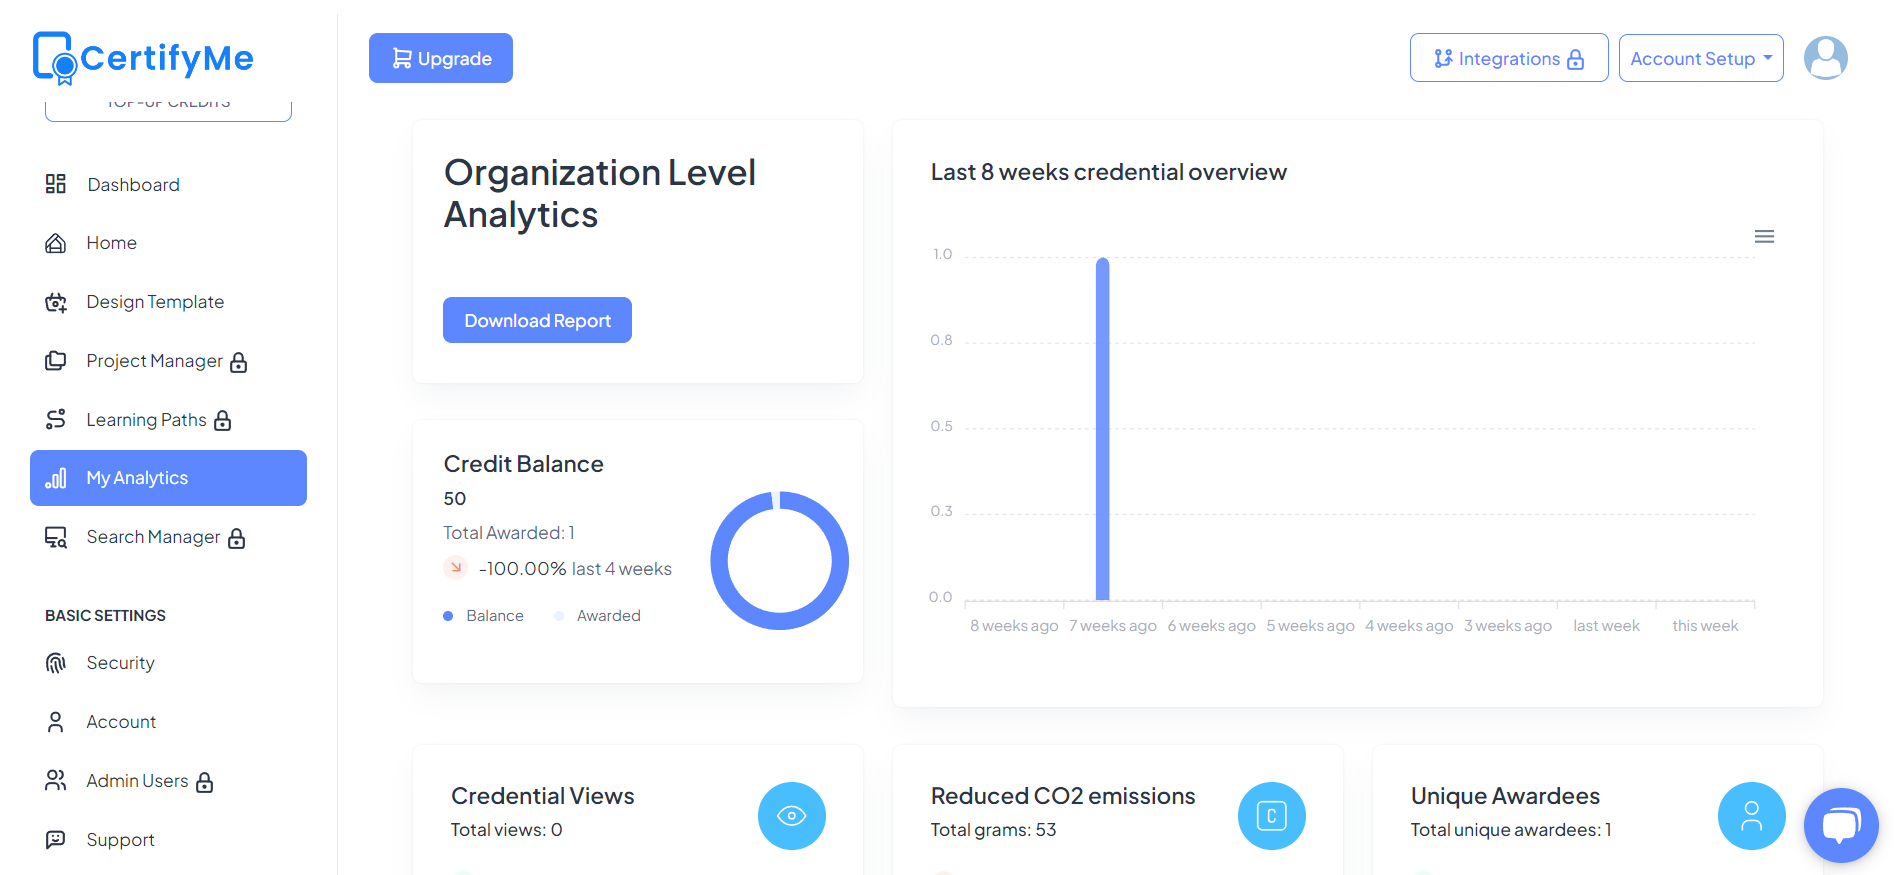 CertifyMe
TOP-UP CREDITS
Dashboard
Home
Design Template
Project Manager
Learning Paths
My Analytics
Search Manager
BASIC SETTINGS
Security
Account
Admin Users
Support
Upgrade
Integrations
Account Setup
Organization Level
Analytics
Download Report
Credit Balance
50
Total Awarded: 1
-100.00% last 4 weeks
Balance
Awarded
Last 8 weeks credential overview
1.0
0.8
0.5
0.3
0.0
8 weeks ago 7 weeks ago 6 weeks ago 5 weeks ago 4 weeks ago 3 weeks ago last week this week
Credential Views
Total views: 0
Reduced CO2 emissions
Total grams: 53
C
Unique Awardees
Total unique awardees: 1